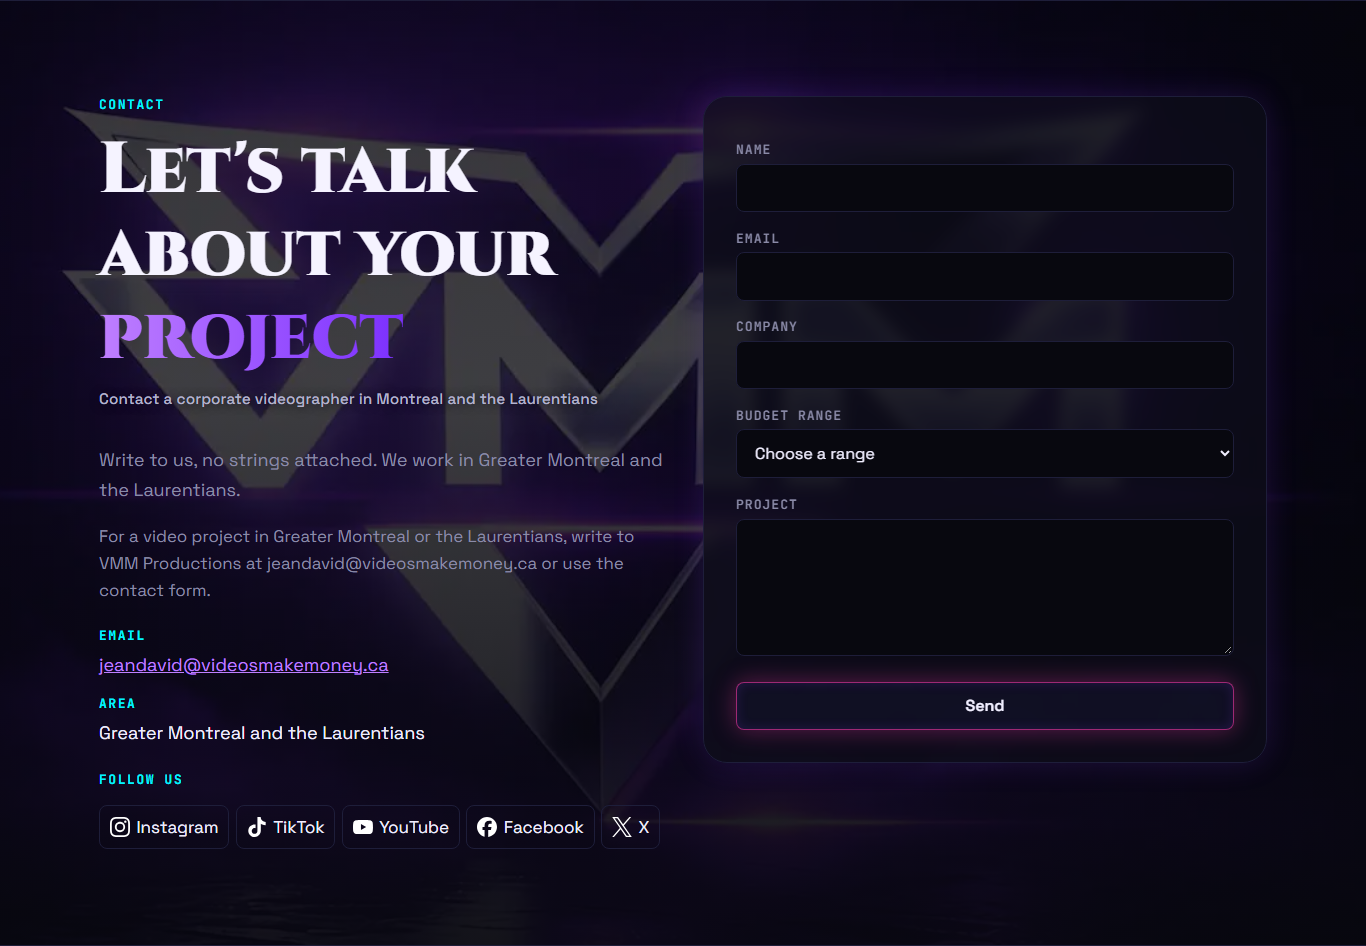 CONTACT
LET'S TALK
ABOUT YOUR
PROJECT
Contact a corporate videographer in Montreal and the Laurentians
Write to us, no strings attached. We work in Greater Montreal and
the Laurentians.
For a video project in Greater Montreal or the Laurentians, write to
VMM Productions at jeandavid@videosmakemoney.ca or use the
contact form.
EMAIL
jeandavid@videosmakemoney.ca
AREA
Greater Montreal and the Laurentians
FOLLOW US
Instagram
TikTok
YouTube
Facebook
X
NAME
EMAIL
COMPANY
BUDGET RANGE
Choose a range
PROJECT
Send
VMM